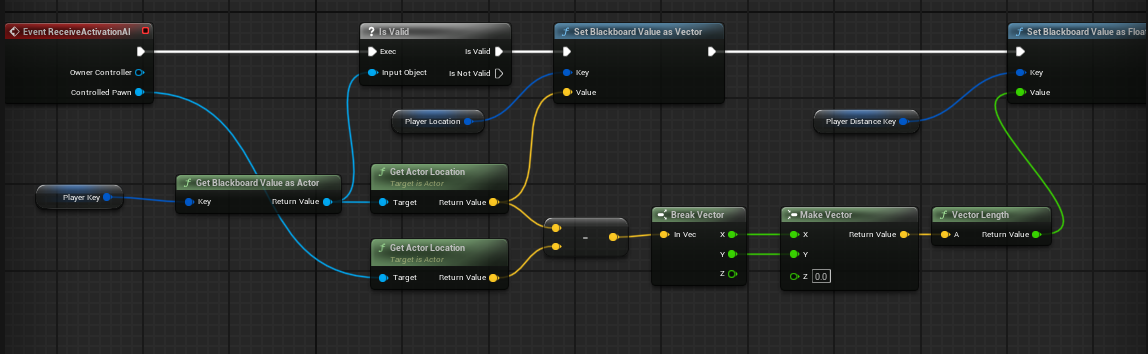 Event ReceiveActivationAI
Owner Controller
Controlled Pawn
? Is Valid
Exec
Is Valid
Input Object
Is Not Valid
f Set Blackboard Value as Vector
Key
Value
f Set Blackboard Value as Floa
Key
Value
Player Location
Player Distance Key
Player Key
f Get Blackboard Value as Actor
Key
Return Value
f Get Actor Location
Target is Actor
Target
Return Value
f Get Actor Location
Target is Actor
Target
Return Value
-
Break Vector
In Vec
X
Y
Z
Make Vector
X
Return Value
Y
Z 0.0
f Vector Length
A
Return Value